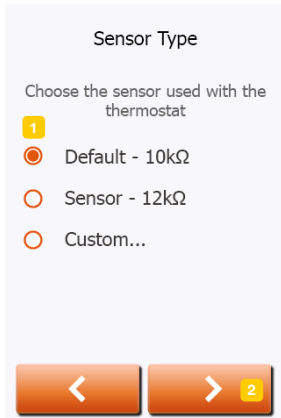 Sensor Type
Choose the sensor used with the
thermostat
1
Default - 10kΩ
Sensor - 12kΩ
Custom...
2